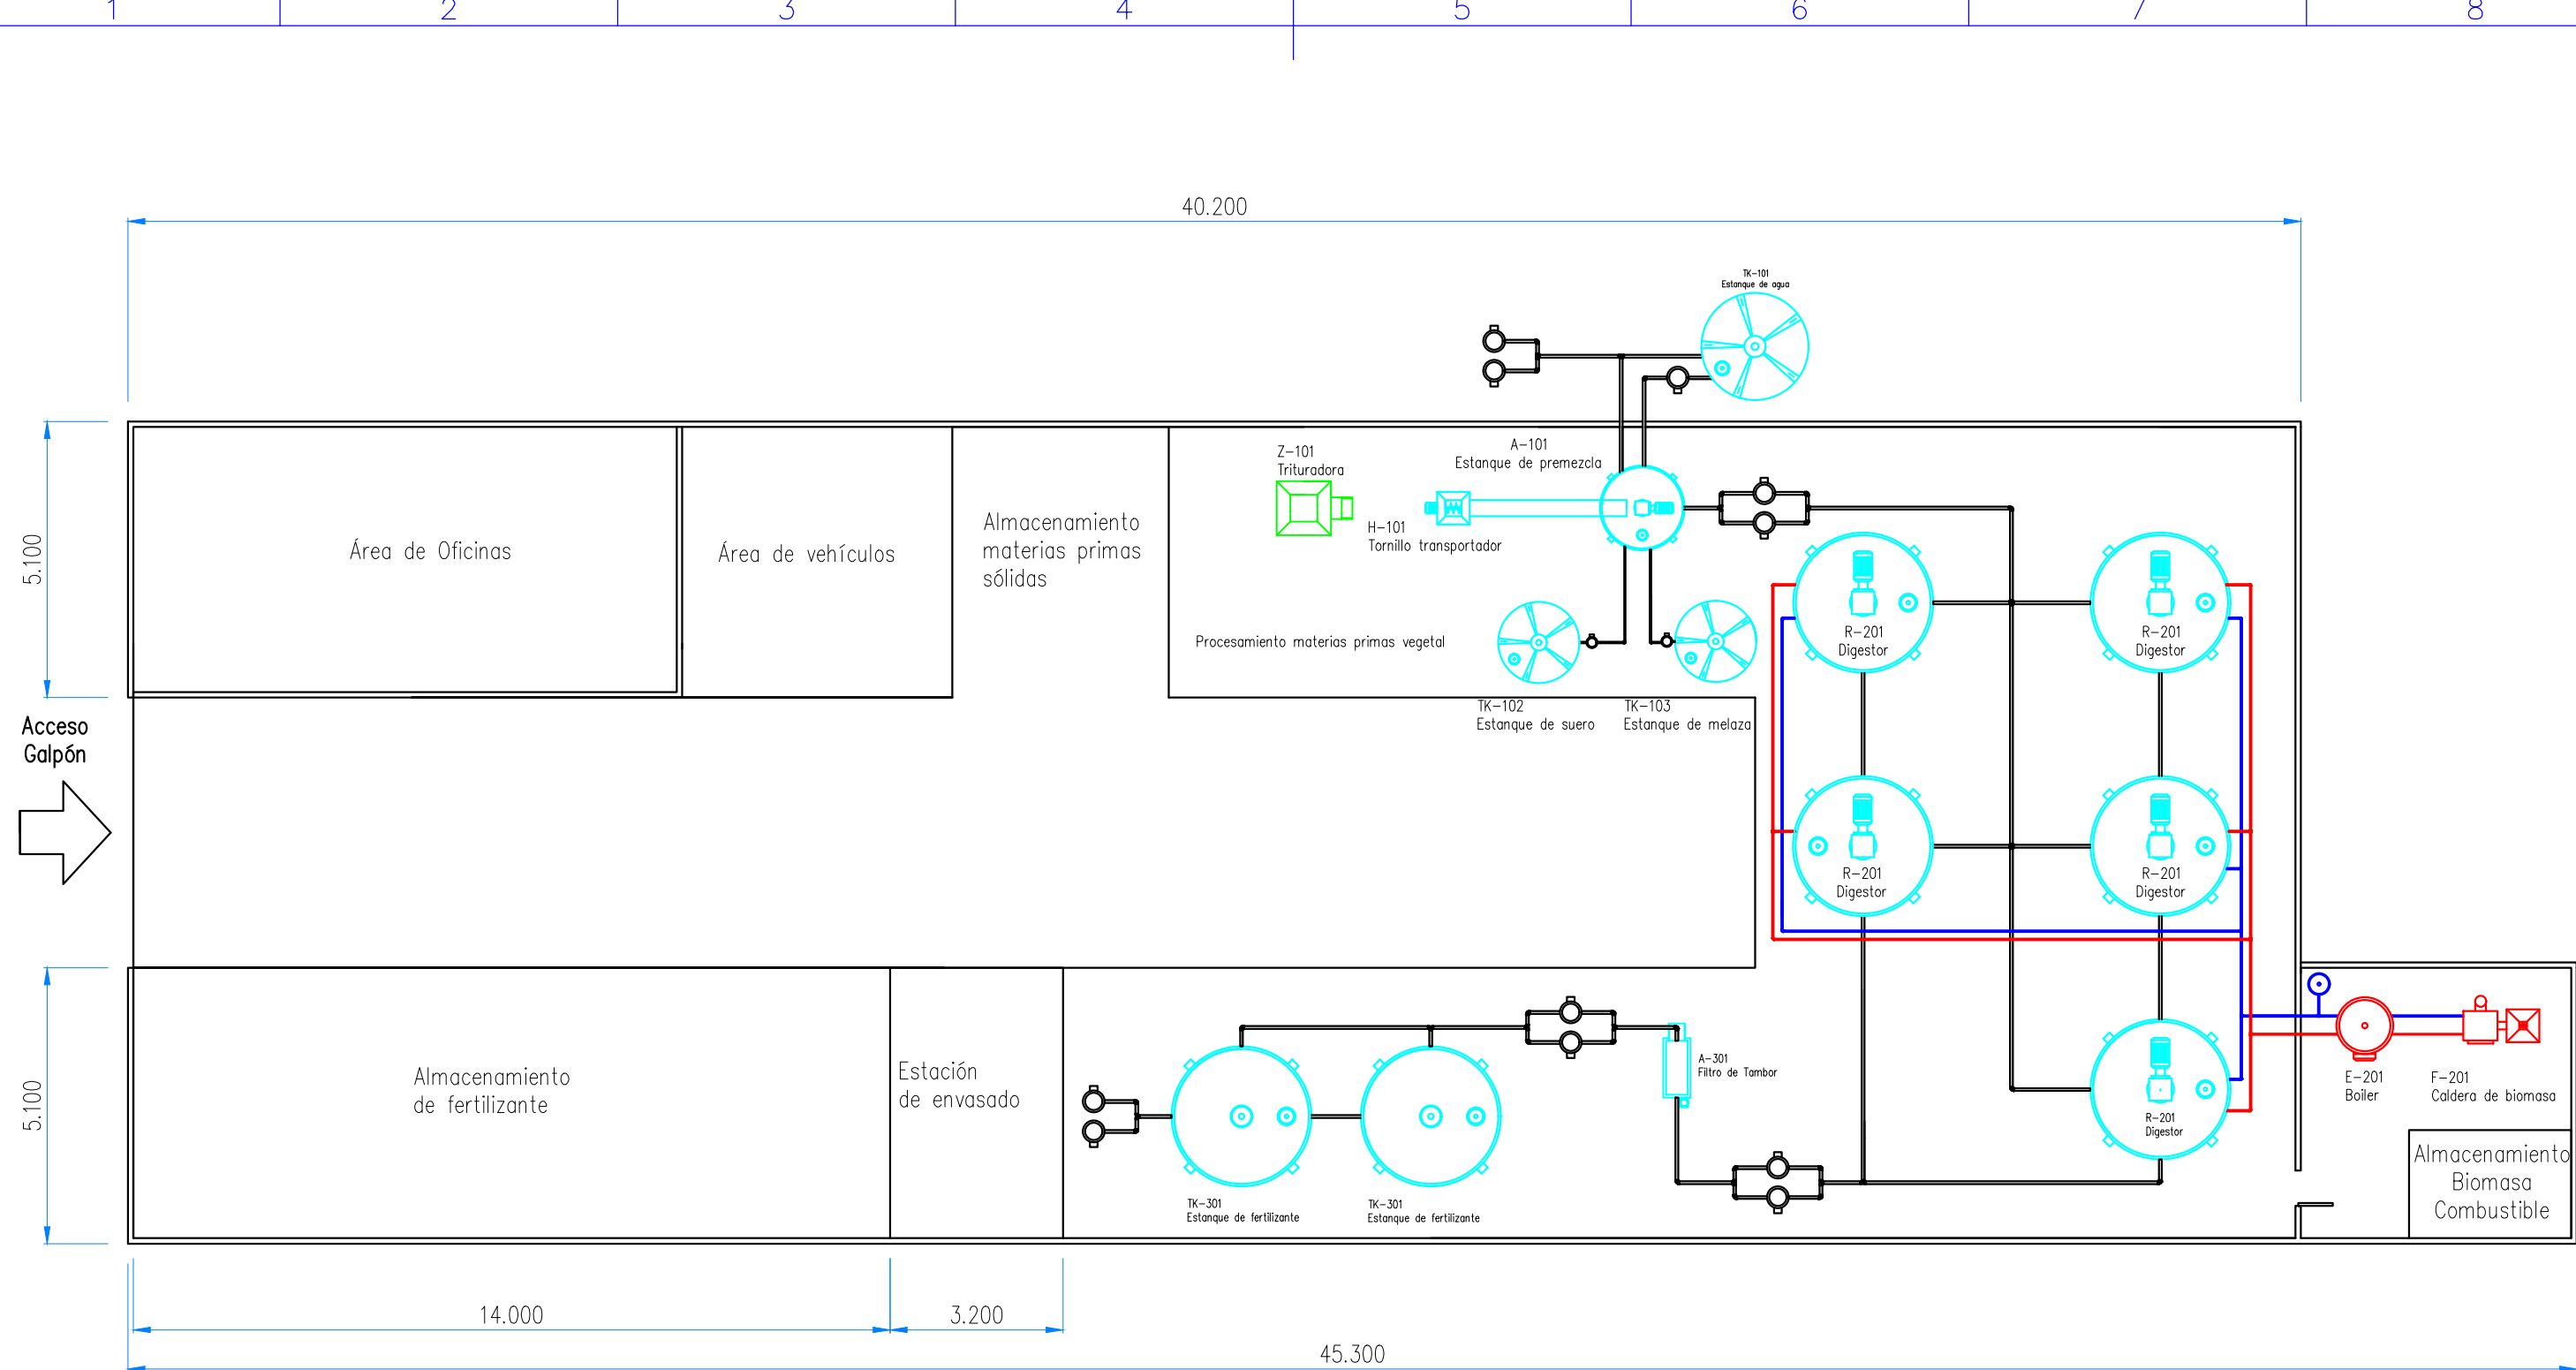 1 2 3 4 5 6 7 8
40.200
TK-101
Estanque de agua
Z-101
Trituradora
A-101
Estanque de premezcla
H-101
Tornillo transportador
5.100
Área de Oficinas
Área de vehículos
Almacenamiento
materias primas
sólidas
Procesamiento materias primas vegetal
R-201
Digestor
R-201
Digestor
TK-102
Estanque de suero
TK-103
Estanque de melaza
Acceso
Galpón
R-201
Digestor
R-201
Digestor
5.100
Almacenamiento
de fertilizante
Estación
de envasado
A-301
Filtro de Tambor
R-201
Digestor
E-201
Boiler
F-201
Caldera de biomasa
TK-301
Estanque de fertilizante
TK-301
Estanque de fertilizante
Almacenamiento
Biomasa
Combustible
14.000
3.200
45.300